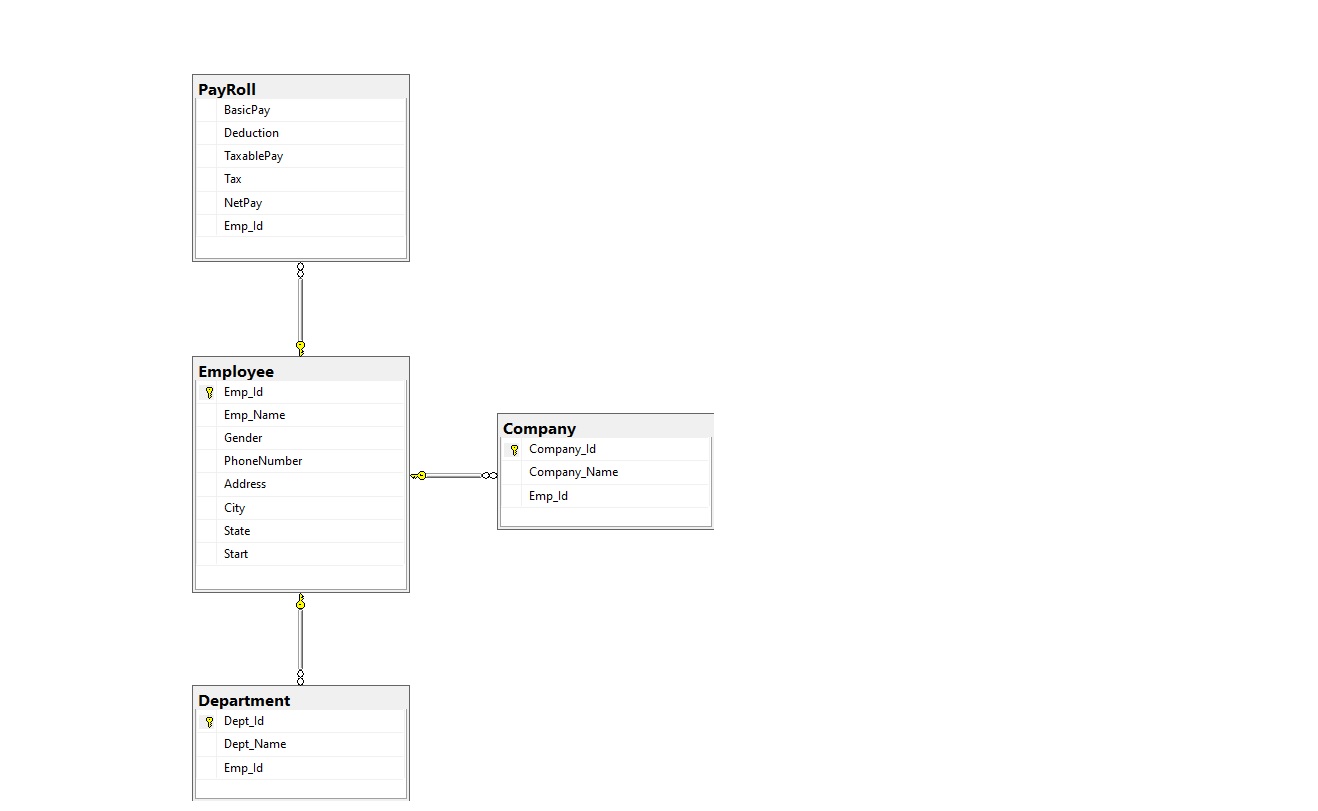 PayRoll
BasicPay
Deduction
TaxablePay
Tax
NetPay
Emp_Id
Employee
Emp_Id
Emp_Name
Gender
PhoneNumber
Address
City
State
Start
Company
Company_Id
Company_Name
Emp_Id
Department
Dept_Id
Dept_Name
Emp_Id